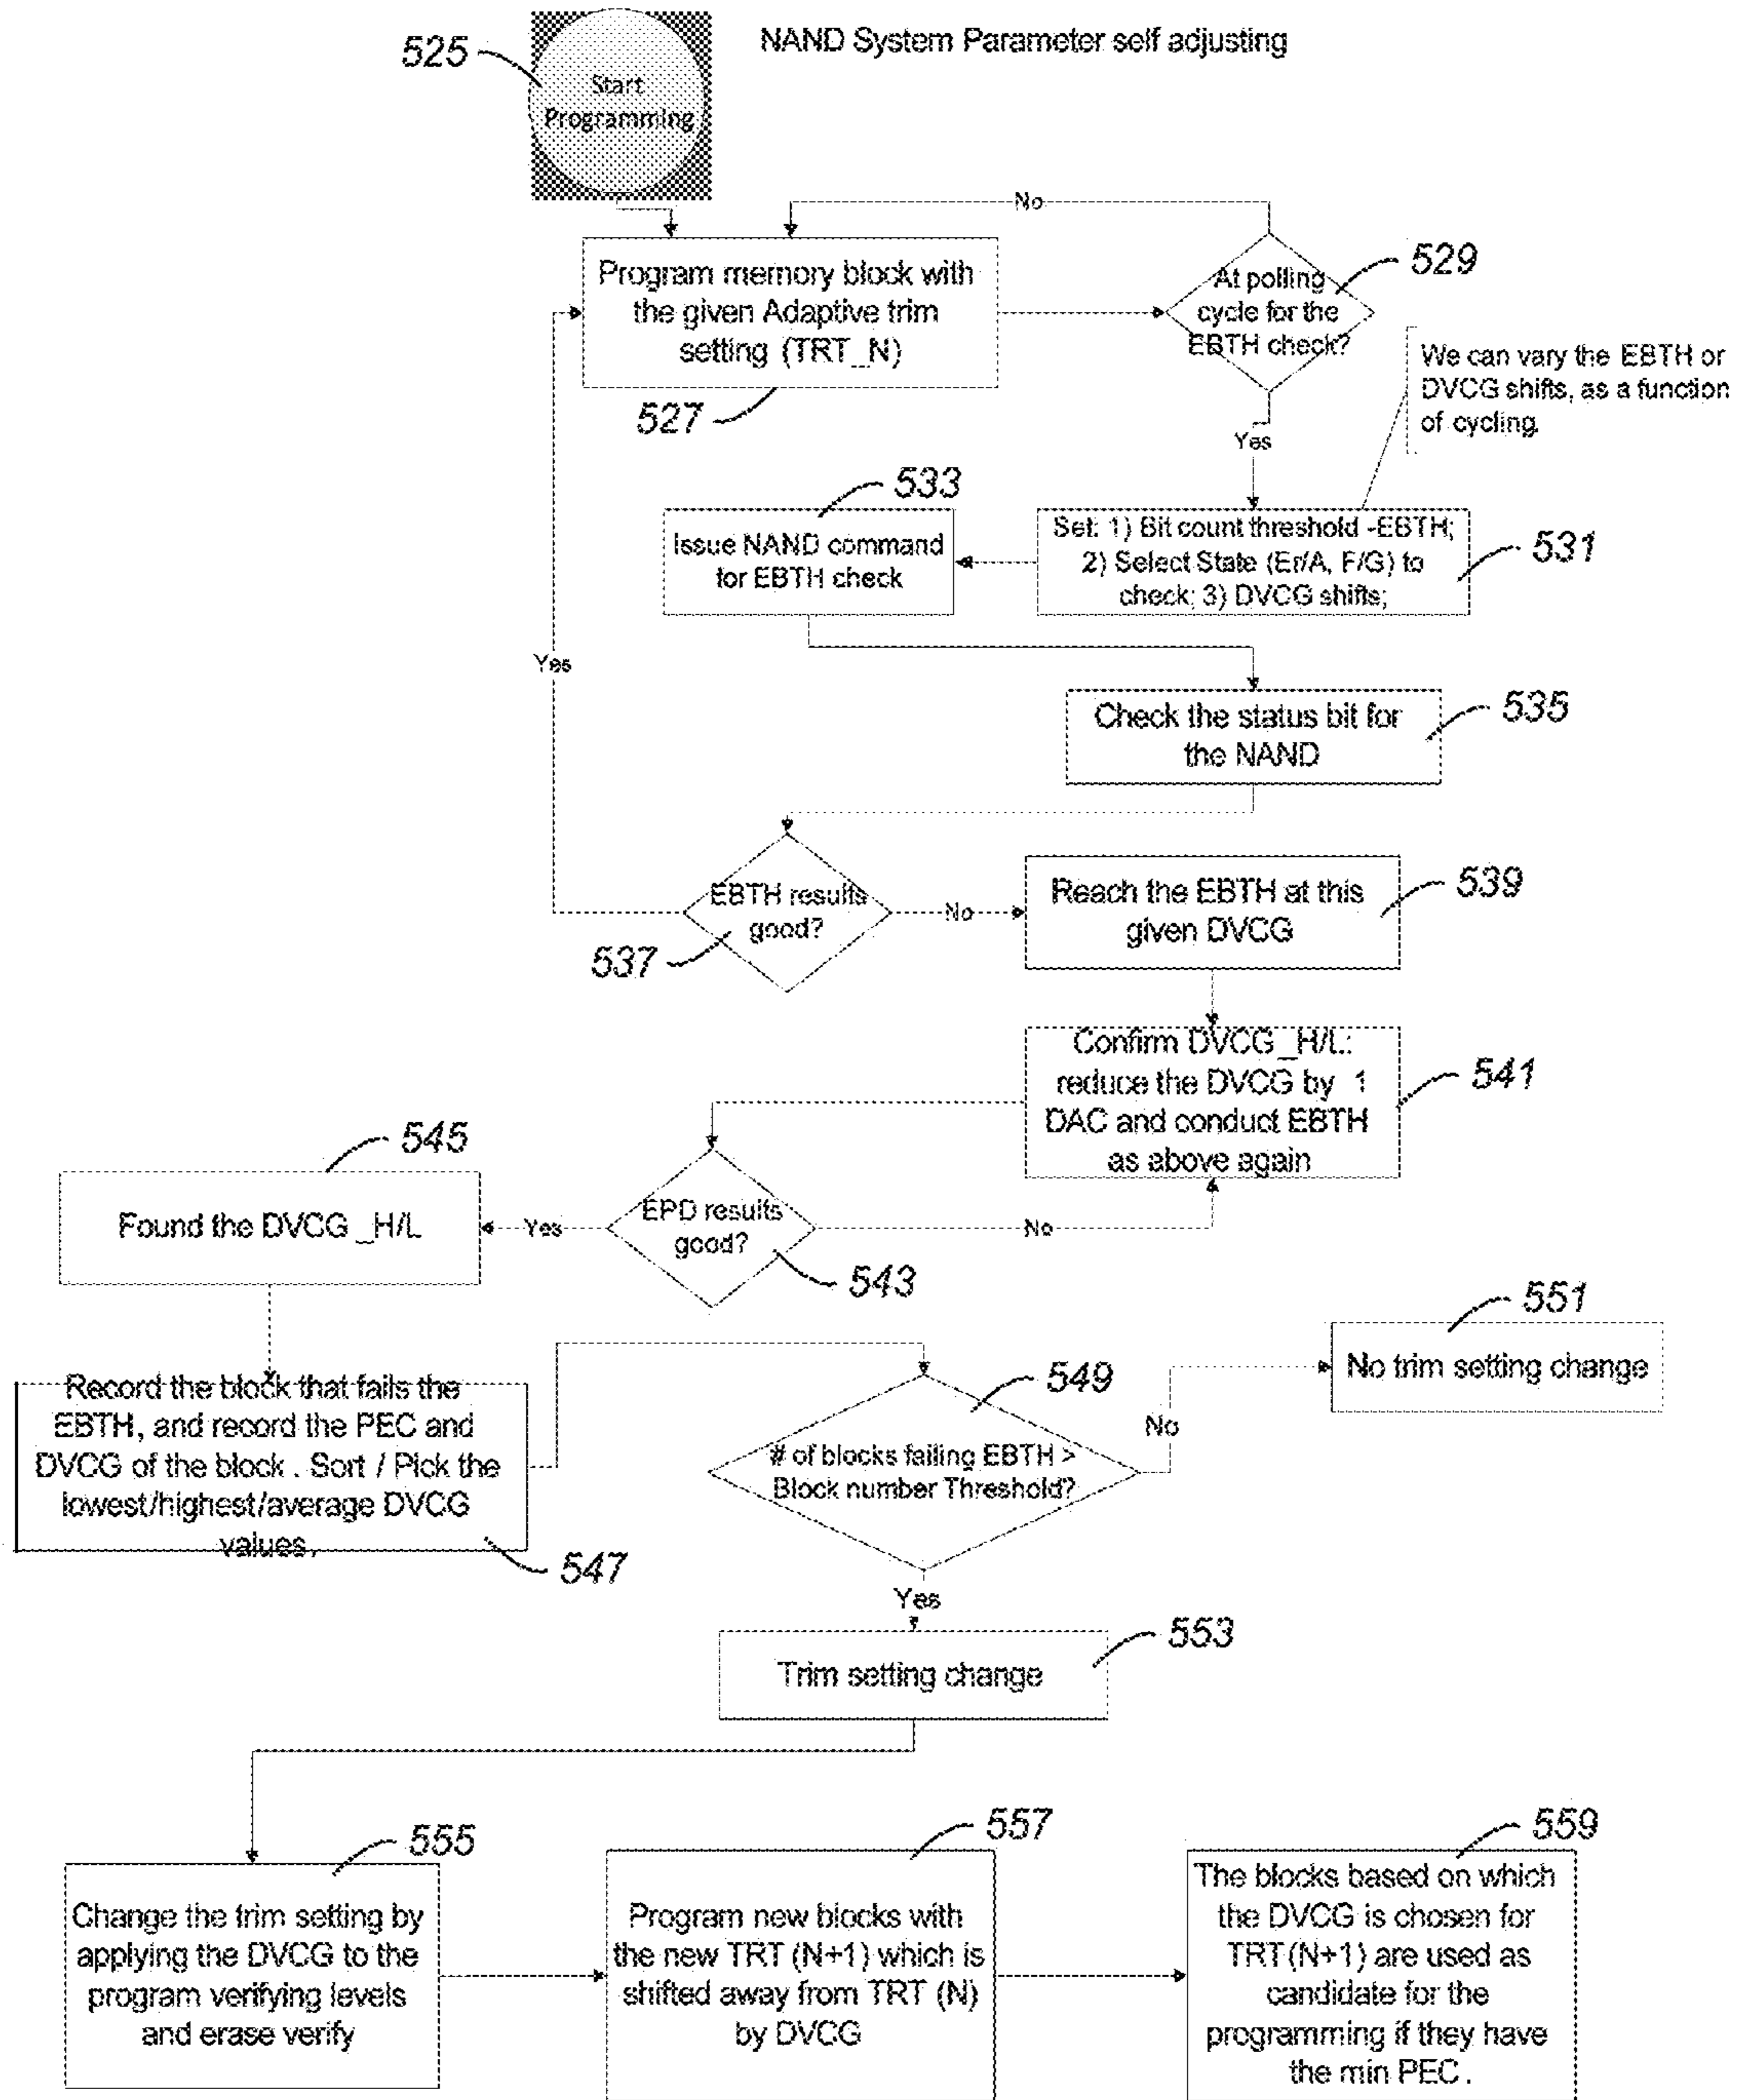 NAND System Parameter self adjusting
525
Start
Programming
No
Program memory block with
the given Adaptive trim
setting (TRT_N)
527
At polling
cycle for the
EBTH check?
529
We can vary the EBTH or
DVCG shifts, as a function
of cycling.
Yes
533
Issue NAND command
for EBTH check
Set: 1) Bit count threshold -EBTH;
2) Select State (Er/A, F/G) to
check; 3) DVCG shifts;
531
Yes
Check the status bit for
the NAND
535
EBTH results
good?
537
No
Reach the EBTH at this
given DVCG
539
Confirm DVCG_H/L:
reduce the DVCG by 1
DAC and conduct EBTH
as above again
541
545
Found the DVCG _H/L
Yes
EPD results
good?
543
No
551
No trim setting change
Record the block that fails the
EBTH, and record the PEC and
DVCG of the block . Sort / Pick the
lowest/highest/average DVCG
values.
547
549
# of blocks failing EBTH >
Block number Threshold?
No
Yes
553
Trim setting change
555
Change the trim setting by
applying the DVCG to the
program verifying levels
and erase verify
557
Program new blocks with
the new TRT (N+1) which is
shifted away from TRT (N)
by DVCG
559
The blocks based on which
the DVCG is chosen for
TRT(N+1) are used as
candidate for the
programming if they have
the min PEC .